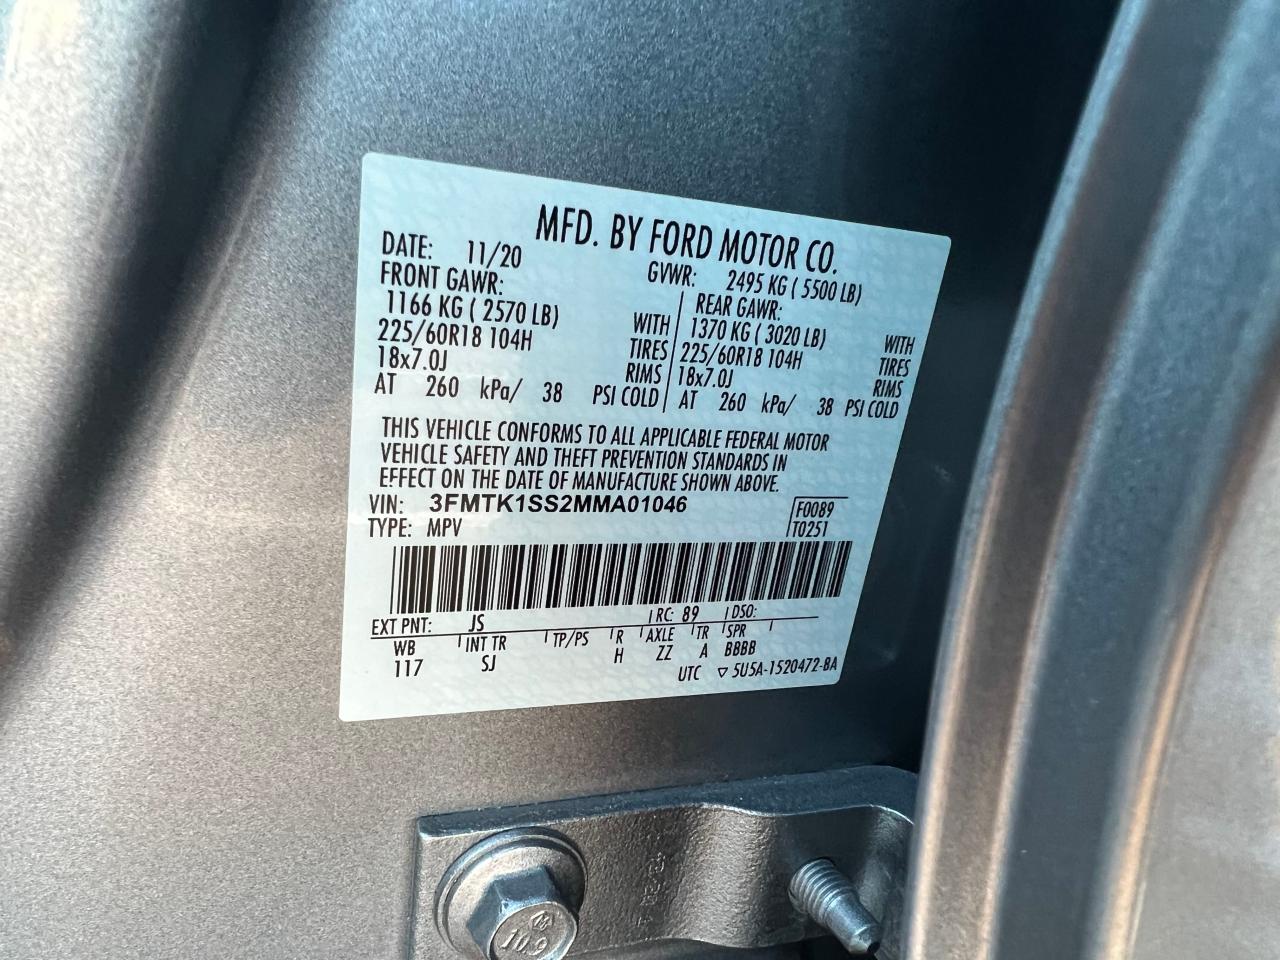 MFD. BY FORD MOTOR CO.
DATE: 11/20 GVWR: 2495 KG ( 5500 LB)
FRONT GAWR: REAR GAWR:
1166 KG ( 2570 LB) WITH 1370 KG ( 3020 LB) WITH
225/60R18 104H TIRES 225/60R18 104H TIRES
18x7.0J RIMS 18x7.0J RIMS
AT 260 kPa/ 38 PSI COLD AT 260 kPa/ 38 PSI COLD
THIS VEHICLE CONFORMS TO ALL APPLICABLE FEDERAL MOTOR
VEHICLE SAFETY AND THEFT PREVENTION STANDARDS IN
EFFECT ON THE DATE OF MANUFACTURE SHOWN ABOVE.
VIN: 3FMTK1SS2MMA01046 F0089
TYPE: MPV T0251
EXT PNT: JS RC: 89 DSO:
WB INT TR TP/PS R AXLE TR SPR
117 SJ H ZZ A BBBB
UTC ▽ 5U5A-1520472-BA
10.9